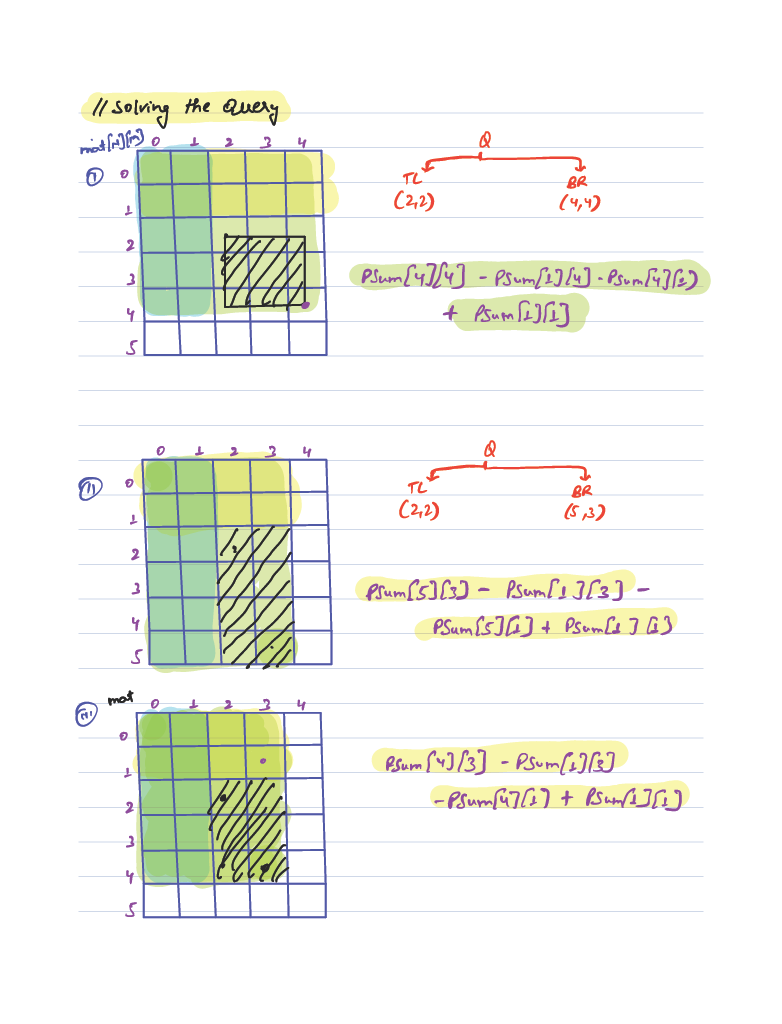 // Solving the Query
mat[N][M] 0 1 2 3 4
Q
I
0
TL
BR
(2,2)
(4,4)
1
2
3
PSum[4][4] - PSum[1][4] - PSum[4][1]
4
+ PSum[1][1]
5
0 1 2 3 4
Q
II
0
TL
BR
(2,2)
(5,3)
1
2
3
PSum[5][3] - PSum[1][3] -
4
PSum[5][1] + PSum[1][1]
5
mat
III
0 1 2 3 4
0
1
PSum[4][3] - PSum[1][3]
2
- PSum[4][1] + PSum[1][1]
3
4
5